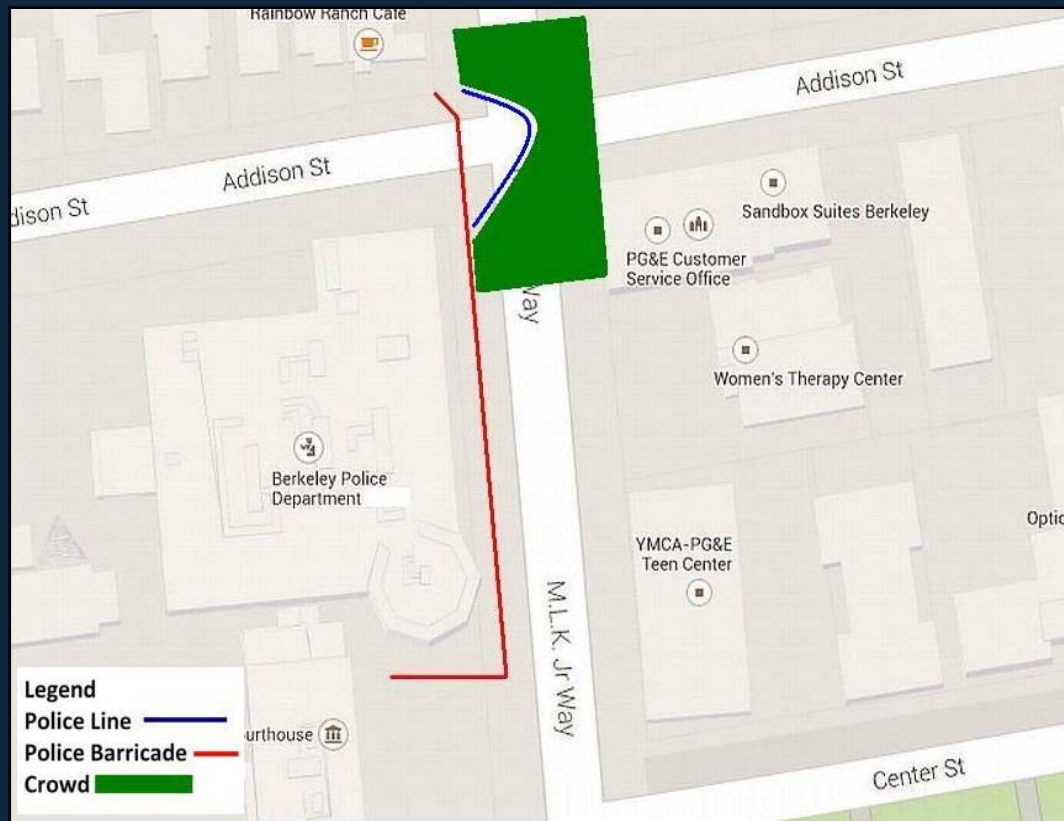 Rainbow Ranch Cafe
Addison St
Addison St
dison St
Sandbox Suites Berkeley
PG&E Customer
Service Office
Way
Women's Therapy Center
Berkeley Police
Department
YMCA-PG&E
Teen Center
Optic
M.L.K. Jr Way
Legend
Police Line
Police Barricade
Crowd
urthouse
Center St